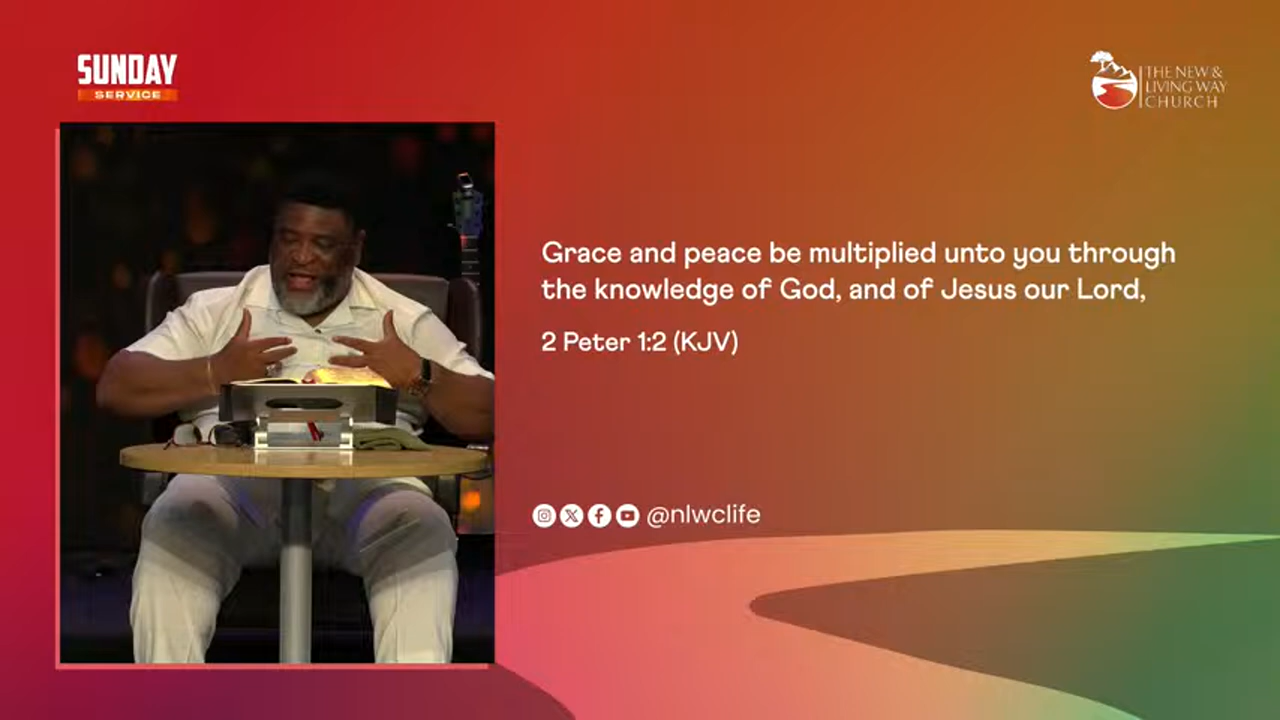 SUNDAY
SERVICE
THE NEW &
LIVING WAY
CHURCH
Grace and peace be multiplied unto you through
the knowledge of God, and of Jesus our Lord,
2 Peter 1:2 (KJV)
@nlwclife